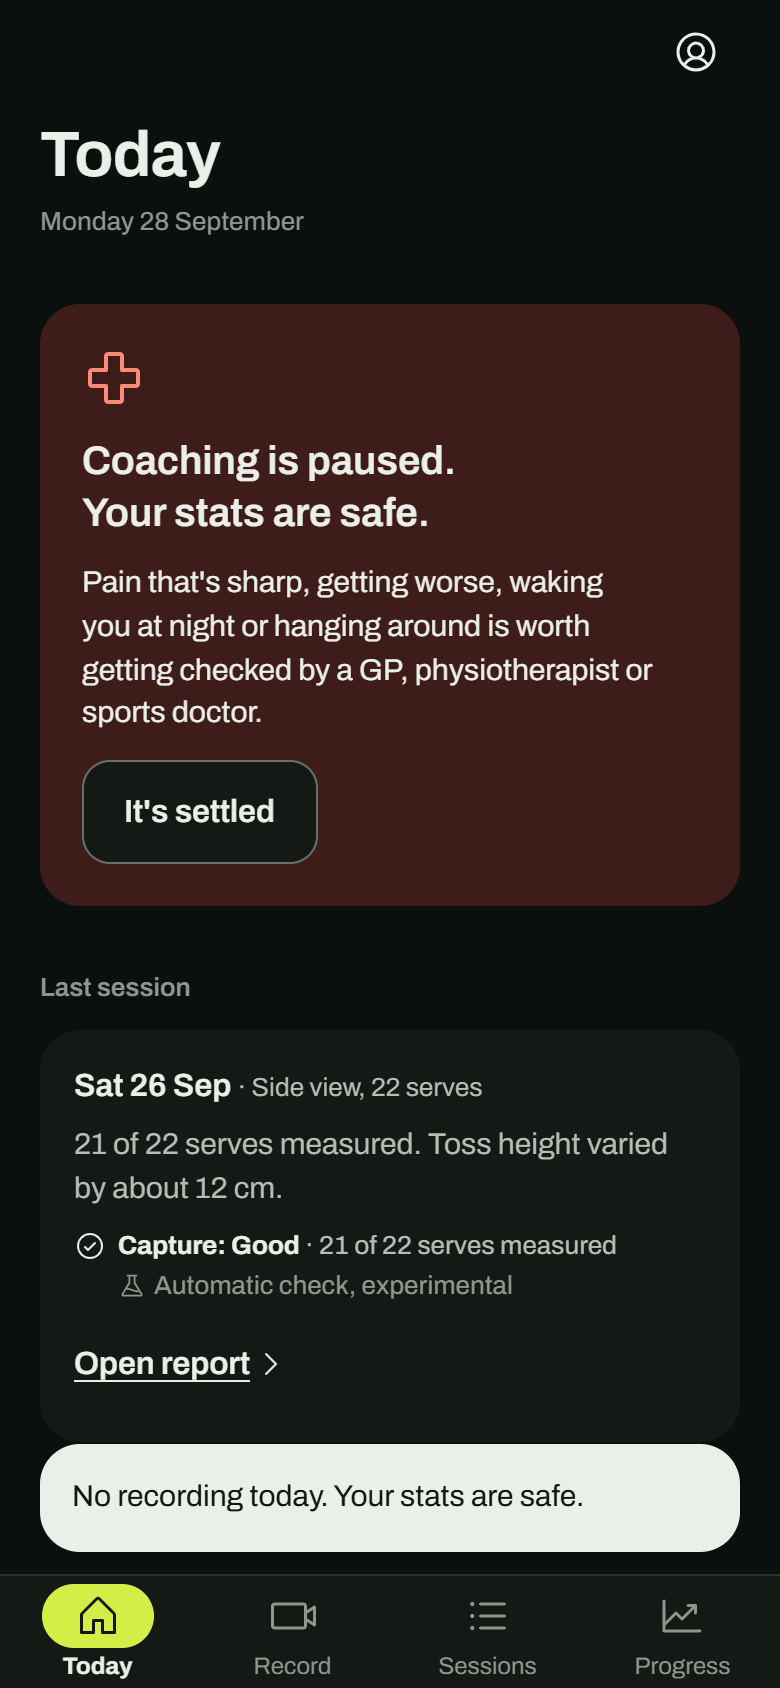 Today
Monday 28 September
Coaching is paused.
Your stats are safe.
Pain that's sharp, getting worse, waking
you at night or hanging around is worth
getting checked by a GP, physiotherapist or
sports doctor.
It's settled
Last session
Sat 26 Sep · Side view, 22 serves
21 of 22 serves measured. Toss height varied
by about 12 cm.
Capture: Good · 21 of 22 serves measured
Automatic check, experimental
Open report
No recording today. Your stats are safe.
Today
Record
Sessions
Progress